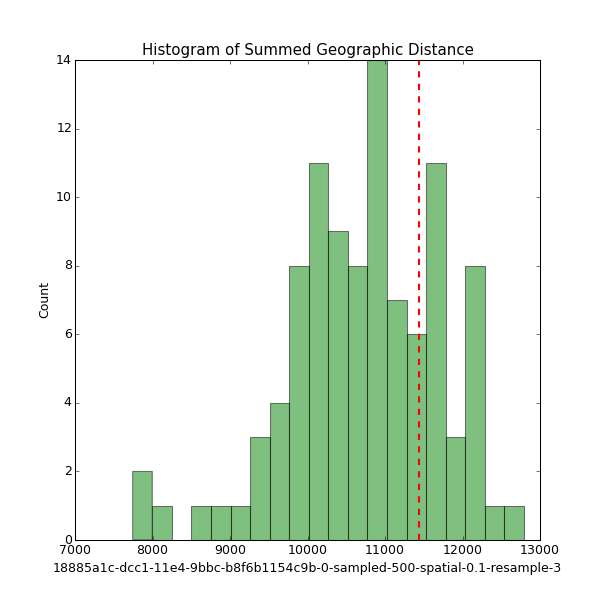 Histogram of Summed Geographic Distance
14
12
10
8
6
4
2
0
Count
7000 8000 9000 10000 11000 12000 13000
18885a1c-dcc1-11e4-9bbc-b8f6b1154c9b-0-sampled-500-spatial-0.1-resample-3